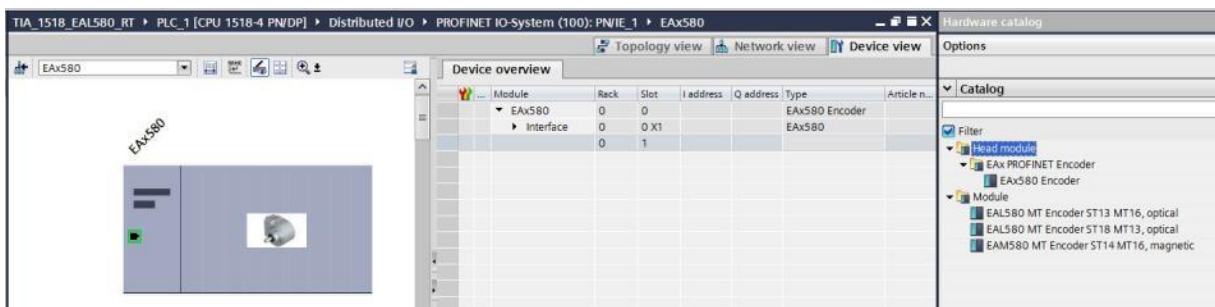 TIA_1518_EAL580_RT ▸ PLC_1 [CPU 1518-4 PN/DP] ▸ Distributed I/O ▸ PROFINET IO-System (100): PN/IE_1 ▸ EAx580
Hardware catalog
Topology view
Network view
Device view
Options
EAx580
Device overview
... Module Rack Slot I address Q address Type Article n...
EAx580 0 0 EAx580 Encoder
Interface 0 0 X1 EAx580
0 1
EAx580
Catalog
Filter
Head module
EAx PROFINET Encoder
EAx580 Encoder
Module
EAL580 MT Encoder ST13 MT16, optical
EAL580 MT Encoder ST18 MT13, optical
EAM580 MT Encoder ST14 MT16, magnetic